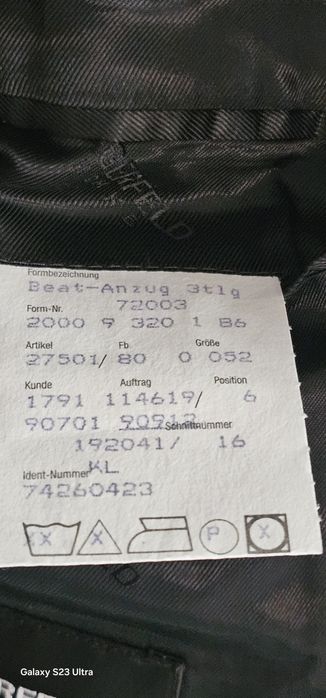 Formbezeichnung
Beat-Anzug 3tlg
Form-Nr. 72003
2000 9 320 1 B6
Artikel Fb Größe
27501/ 80 0 052
Kunde Auftrag Position
1791 114619/ 6
90701 90912 Schnittnummer
192041/ 16
Ident-Nummer KL
74260423
X X P X
Galaxy S23 Ultra